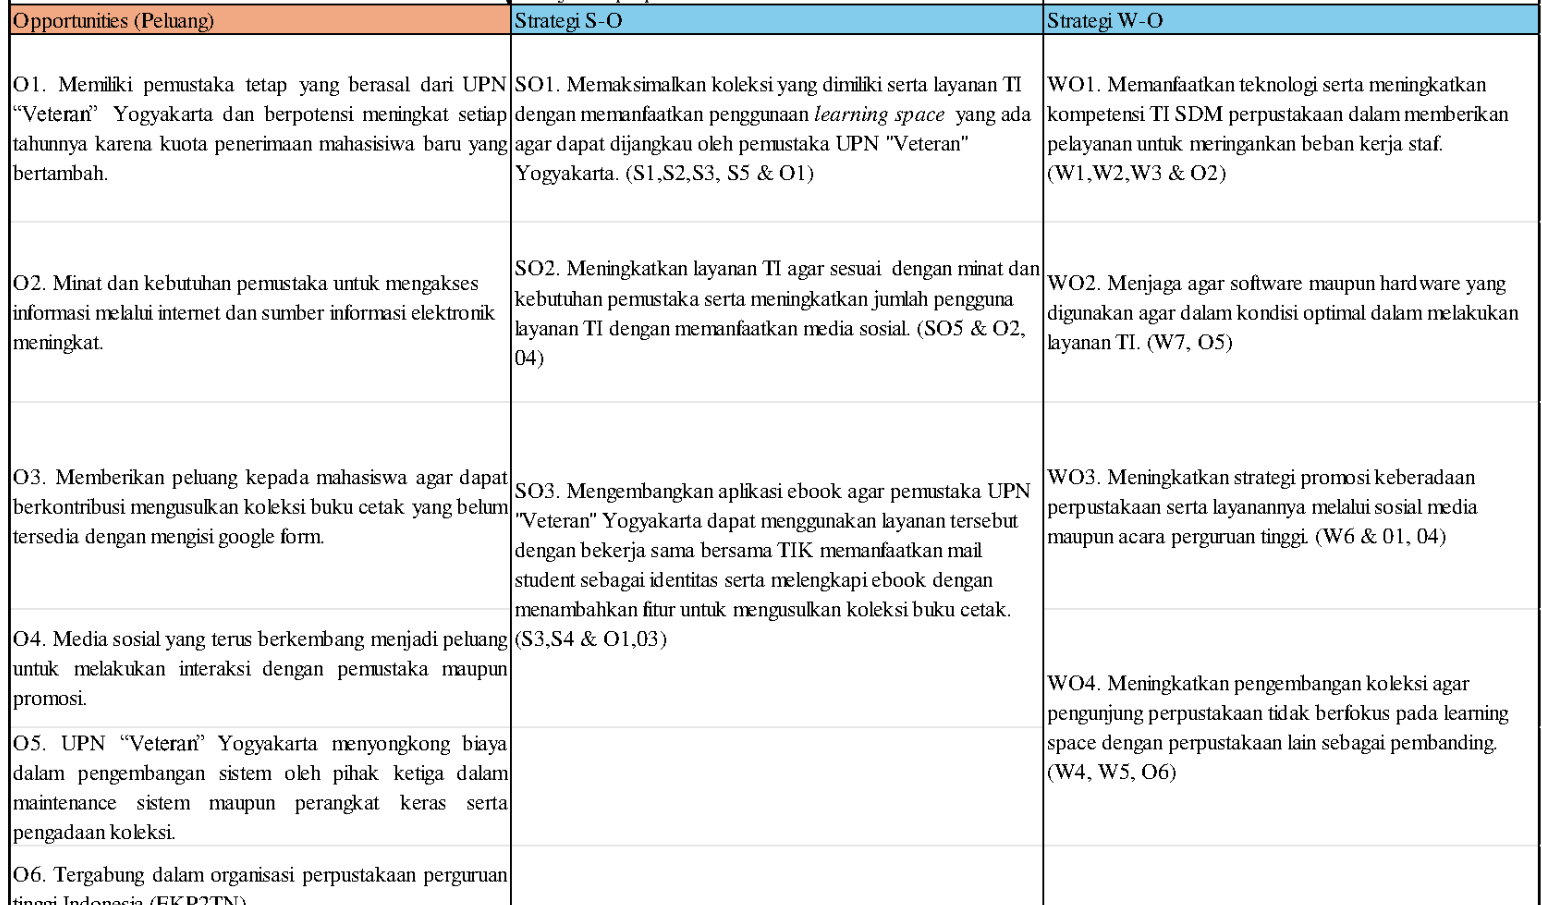 Opportunities (Peluang)
Strategi S-O
Strategi W-O
O1. Memiliki pemustaka tetap yang berasal dari UPN
“Veteran” Yogyakarta dan berpotensi meningkat setiap
tahunnya karena kuota penerimaan mahasisiwa baru yang
bertambah.
SO1. Memaksimalkan koleksi yang dimiliki serta layanan TI
dengan memanfaatkan penggunaan learning space yang ada
agar dapat dijangkau oleh pemustaka UPN "Veteran"
Yogyakarta. (S1,S2,S3, S5 & O1)
WO1. Memanfaatkan teknologi serta meningkatkan
kompetensi TI SDM perpustakaan dalam memberikan
pelayanan untuk meringankan beban kerja staf.
(W1,W2,W3 & O2)
O2. Minat dan kebutuhan pemustaka untuk mengakses
informasi melalui internet dan sumber informasi elektronik
meningkat.
SO2. Meningkatkan layanan TI agar sesuai dengan minat dan
kebutuhan pemustaka serta meningkatkan jumlah pengguna
layanan TI dengan memanfaatkan media sosial. (SO5 & O2,
04)
WO2. Menjaga agar software maupun hardware yang
digunakan agar dalam kondisi optimal dalam melakukan
layanan TI. (W7, O5)
O3. Memberikan peluang kepada mahasiswa agar dapat
berkontribusi mengusulkan koleksi buku cetak yang belum
tersedia dengan mengisi google form.
SO3. Mengembangkan aplikasi ebook agar pemustaka UPN
"Veteran" Yogyakarta dapat menggunakan layanan tersebut
dengan bekerja sama bersama TIK memanfaatkan mail
student sebagai identitas serta melengkapi ebook dengan
menambahkan fitur untuk mengusulkan koleksi buku cetak.
(S3,S4 & O1,03)
WO3. Meningkatkan strategi promosi keberadaan
perpustakaan serta layanannya melalui sosial media
maupun acara perguruan tinggi. (W6 & 01, 04)
O4. Media sosial yang terus berkembang menjadi peluang
untuk melakukan interaksi dengan pemustaka maupun
promosi.
WO4. Meningkatkan pengembangan koleksi agar
pengunjung perpustakaan tidak berfokus pada learning
space dengan perpustakaan lain sebagai pembanding.
(W4, W5, O6)
O5. UPN “Veteran” Yogyakarta menyongkong biaya
dalam pengembangan sistem oleh pihak ketiga dalam
maintenance sistem maupun perangkat keras serta
pengadaan koleksi.
O6. Tergabung dalam organisasi perpustakaan perguruan
tinggi Indonesia (FKP2TN)